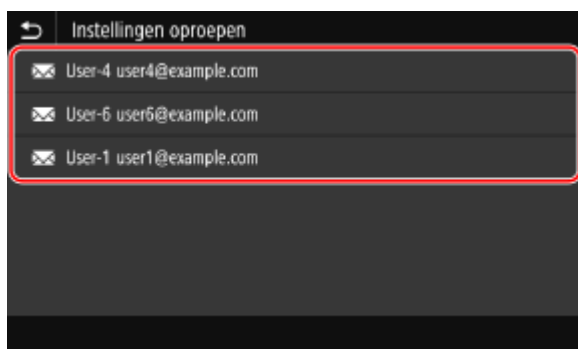 Instellingen oproepen
User-4 user4@example.com
User-6 user6@example.com
User-1 user1@example.com